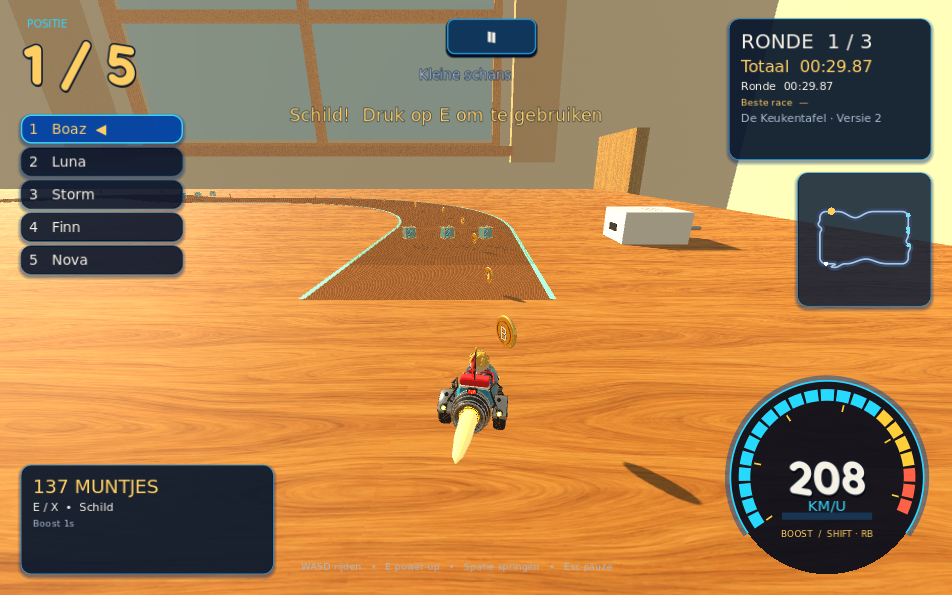 POSITIE
1/5
1 Boaz ◀
2 Luna
3 Storm
4 Finn
5 Nova
Kleine schans
Schild! Druk op E om te gebruiken
RONDE 1 / 3
Totaal 00:29.87
Ronde 00:29.87
Beste race —
De Keukentafel · Versie 2
137 MUNTJES
E / X • Schild
Boost 1s
208
KM/U
BOOST / SHIFT · RB
WASD rijden • E power-up • Spatie springen • Esc pauze